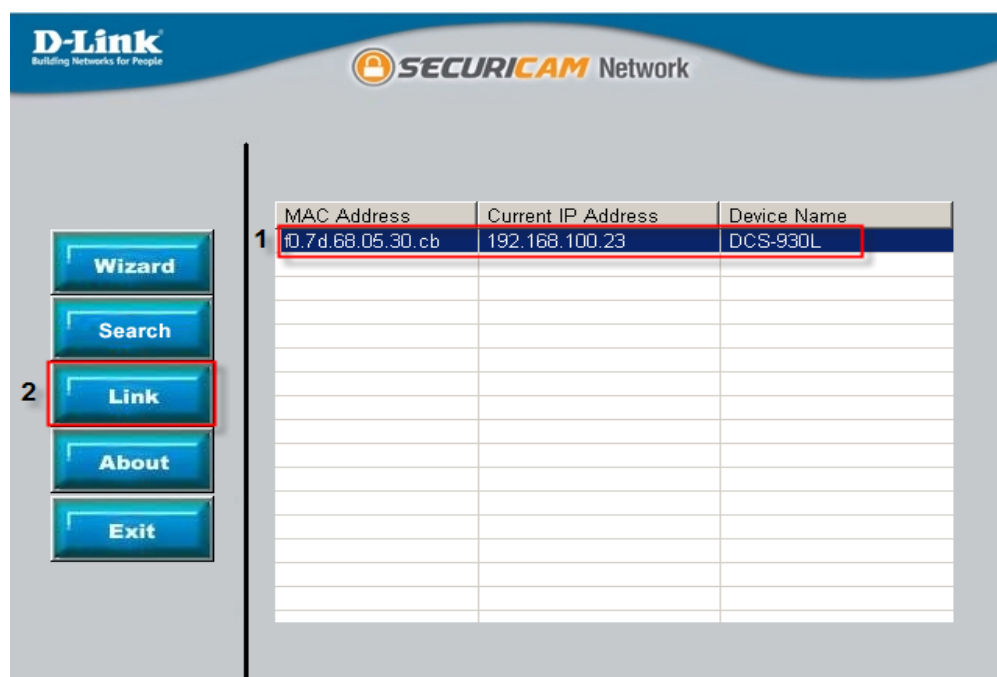 D-Link
Building Networks for People
SECURICAM Network
MAC Address Current IP Address Device Name
1 f0.7d.68.05.30.cb 192.168.100.23 DCS-930L
Wizard
Search
2 Link
About
Exit